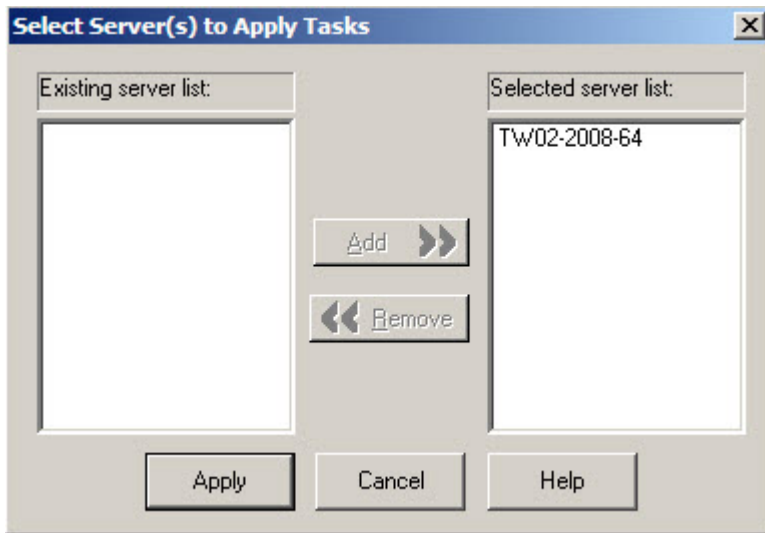 Select Server(s) to Apply Tasks
Existing server list:
Selected server list:
TW02-2008-64
Add
Remove
Apply
Cancel
Help